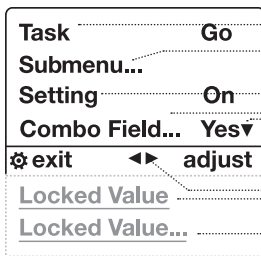 Task Go
Submenu...
Setting On
Combo Field... Yes▼
⚙ exit ◄► adjust
Locked Value
Locked Value...